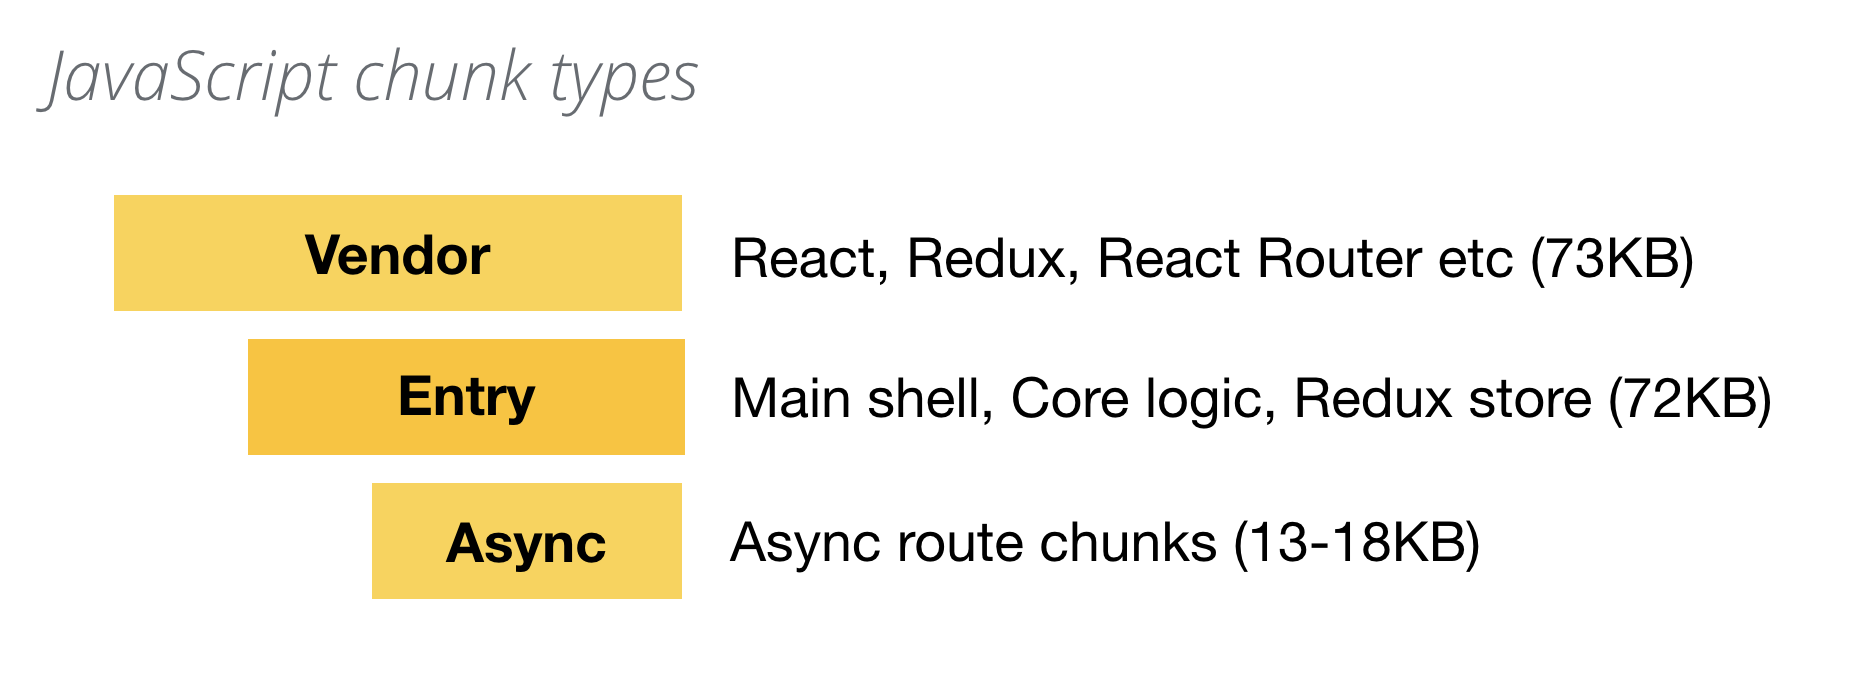 JavaScript chunk types
Vendor
React, Redux, React Router etc (73KB)
Entry
Main shell, Core logic, Redux store (72KB)
Async
Async route chunks (13-18KB)